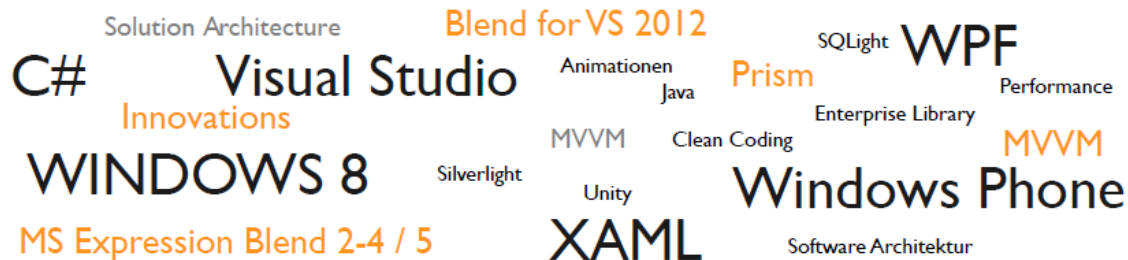 Solution Architecture
Blend for VS 2012
SQLight
WPF
C#
Visual Studio
Animationen
Prism
Java
Performance
Innovations
Enterprise Library
MVVM
Clean Coding
MVVM
WINDOWS 8
Silverlight
Unity
Windows Phone
MS Expression Blend 2-4 / 5
XAML
Software Architektur